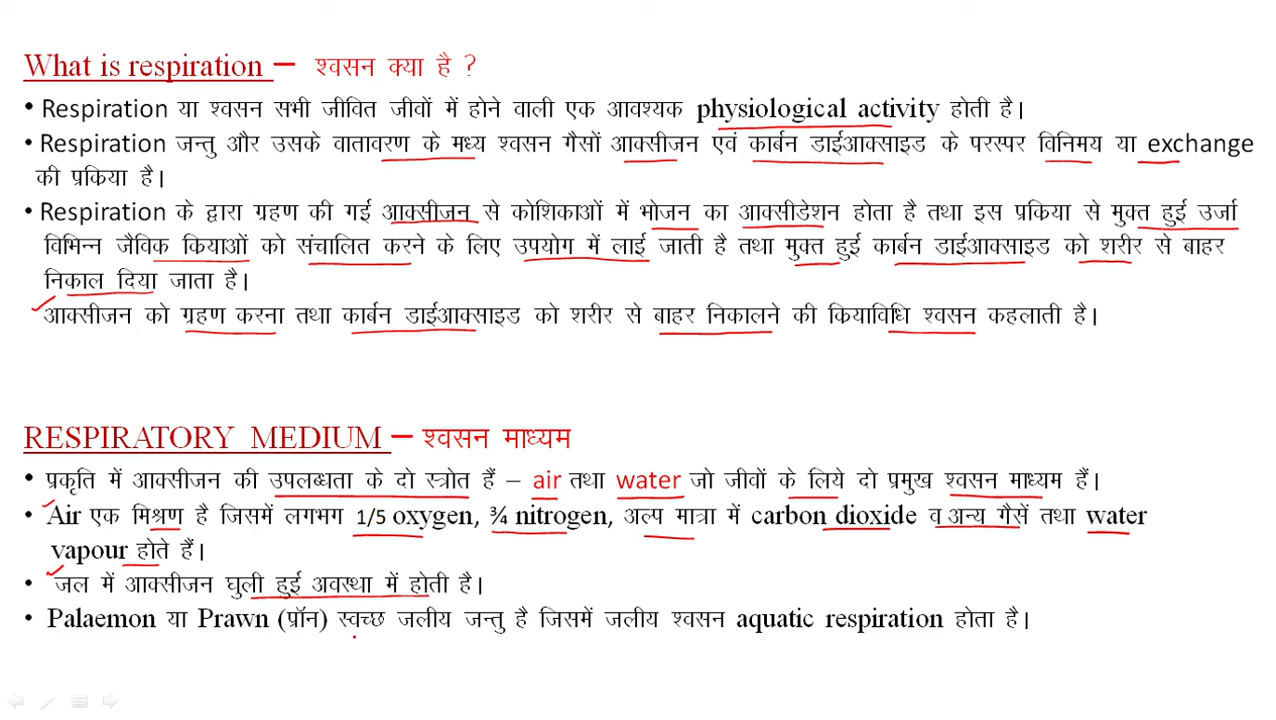 What is respiration – श्वसन क्या है ?
• Respiration या श्वसन सभी जीवित जीवों में होने वाली एक आवश्यक physiological activity होती है।
• Respiration जन्तु और उसके वातावरण के मध्य श्वसन गैसों आक्सीजन एवं कार्बन डाईआक्साइड के परस्पर विनिमय या exchange
की प्रकिया है।
• Respiration के द्वारा ग्रहण की गई आक्सीजन से कोशिकाओं में भोजन का आक्सीडेशन होता है तथा इस प्रकिया से मुक्त हुई उर्जा
विभिन्न जैविक कियाओं को संचालित करने के लिए उपयोग में लाई जाती है तथा मुक्त हुई कार्बन डाईआक्साइड को शरीर से बाहर
निकाल दिया जाता है।
आक्सीजन को ग्रहण करना तथा कार्बन डाईआक्साइड को शरीर से बाहर निकालने की कियाविधि श्वसन कहलाती है।
RESPIRATORY MEDIUM – श्वसन माध्यम
• प्रकृति में आक्सीजन की उपलब्धता के दो स्त्रोत हैं – air तथा water जो जीवों के लिये दो प्रमुख श्वसन माध्यम हैं।
• Air एक मिश्रण है जिसमें लगभग 1/5 oxygen, ¾ nitrogen, अल्प मात्रा में carbon dioxide व अन्य गैसें तथा water
vapour होते हैं।
• जल में आक्सीजन घुली हुई अवस्था में होती है।
• Palaemon या Prawn (प्रॉन) स्वच्छ जलीय जन्तु है जिसमें जलीय श्वसन aquatic respiration होता है।